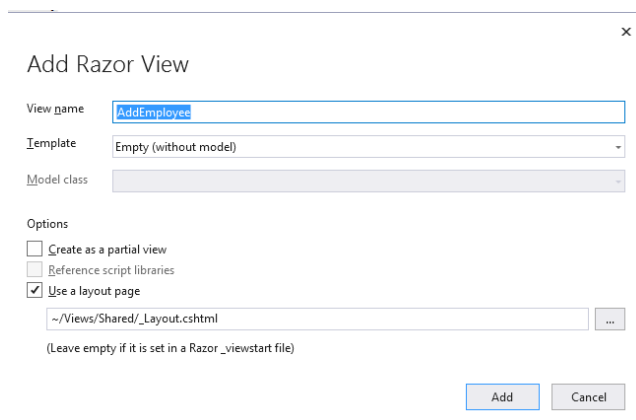 Add Razor View
View name
AddEmployee
Template
Empty (without model)
Model class
Options
Create as a partial view
Reference script libraries
Use a layout page
~/Views/Shared/_Layout.cshtml
...
(Leave empty if it is set in a Razor _viewstart file)
Add Cancel